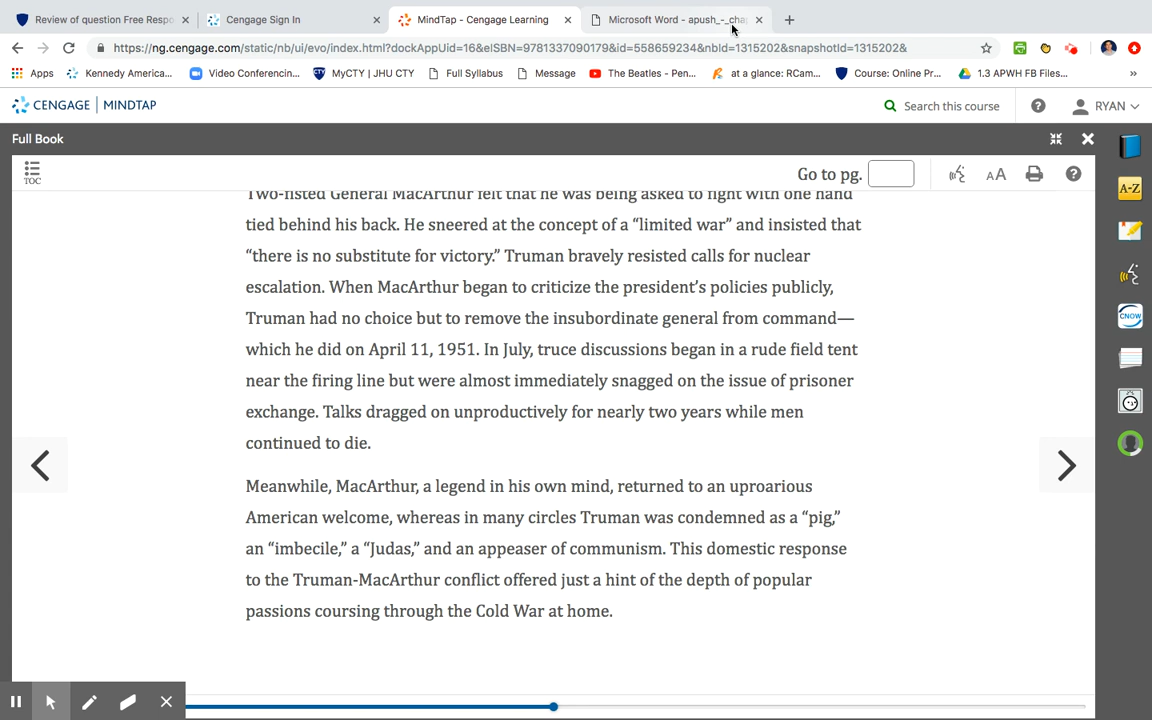 Review of question Free Respo
Cengage Sign In
MindTap - Cengage Learning
Microsoft Word - apush_-_cha
https://ng.cengage.com/static/nb/ui/evo/index.html?dockAppUid=16&eISBN=9781337090179&id=558659234&nbId=1315202&snapshotId=1315202&
Apps
Kennedy America...
Video Conferencin...
CTY MyCTY | JHU CTY
Full Syllabus
Message
The Beatles - Pen...
at a glance: RCam...
Course: Online Pr...
1.3 APWH FB Files...
»
CENGAGE | MINDTAP
Search this course
RYAN
Full Book
TOC
Go to pg.
AA
A-Z
CNOW
Two-fisted General MacArthur felt that he was being asked to fight with one hand
tied behind his back. He sneered at the concept of a “limited war” and insisted that
“there is no substitute for victory.” Truman bravely resisted calls for nuclear
escalation. When MacArthur began to criticize the president’s policies publicly,
Truman had no choice but to remove the insubordinate general from command—
which he did on April 11, 1951. In July, truce discussions began in a rude field tent
near the firing line but were almost immediately snagged on the issue of prisoner
exchange. Talks dragged on unproductively for nearly two years while men
continued to die.
Meanwhile, MacArthur, a legend in his own mind, returned to an uproarious
American welcome, whereas in many circles Truman was condemned as a “pig,”
an “imbecile,” a “Judas,” and an appeaser of communism. This domestic response
to the Truman-MacArthur conflict offered just a hint of the depth of popular
passions coursing through the Cold War at home.